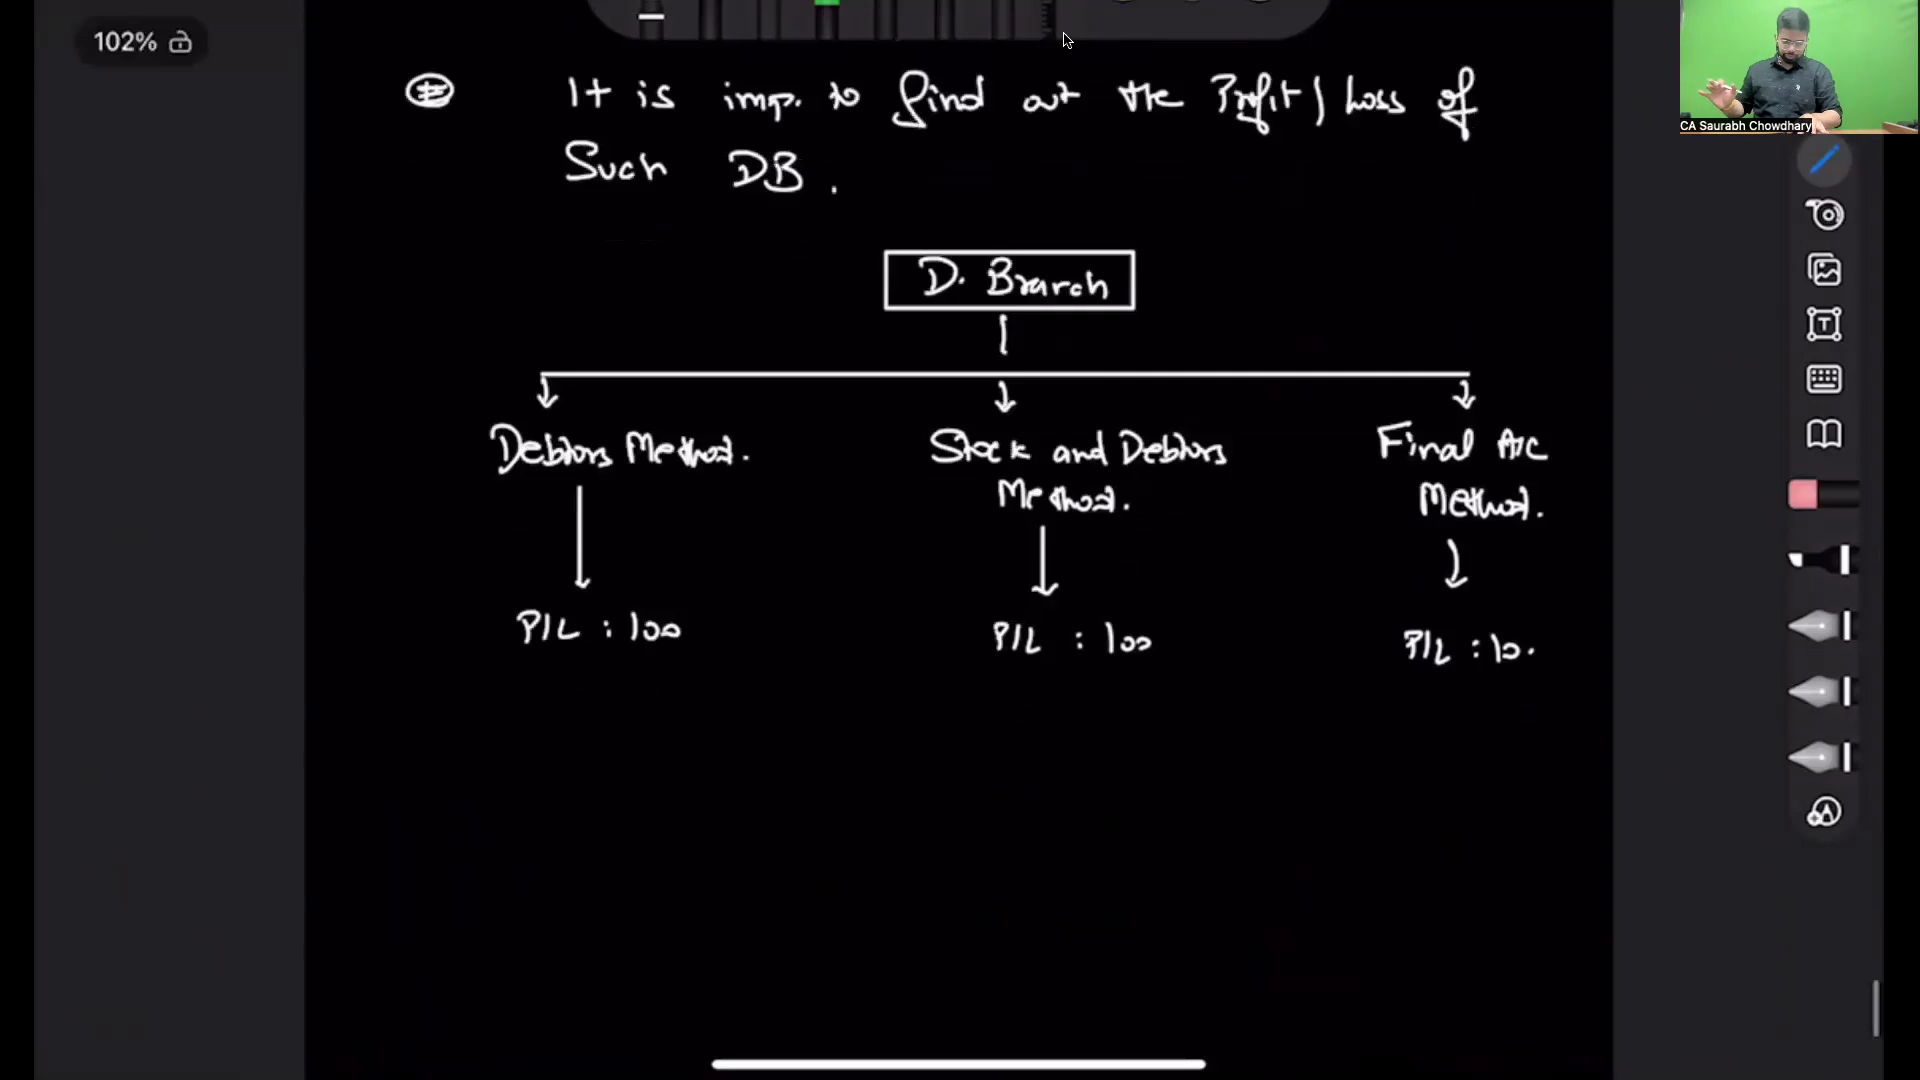 102%
It is imp. to find out the Profit / Loss of
Such DB.
D. Branch
Debtors Method.
Stock and Debtors
Method.
Final A/C
Method.
P/L : 100
P/L : 100
P/L : 10.
CA Saurabh Chowdhary
T
A